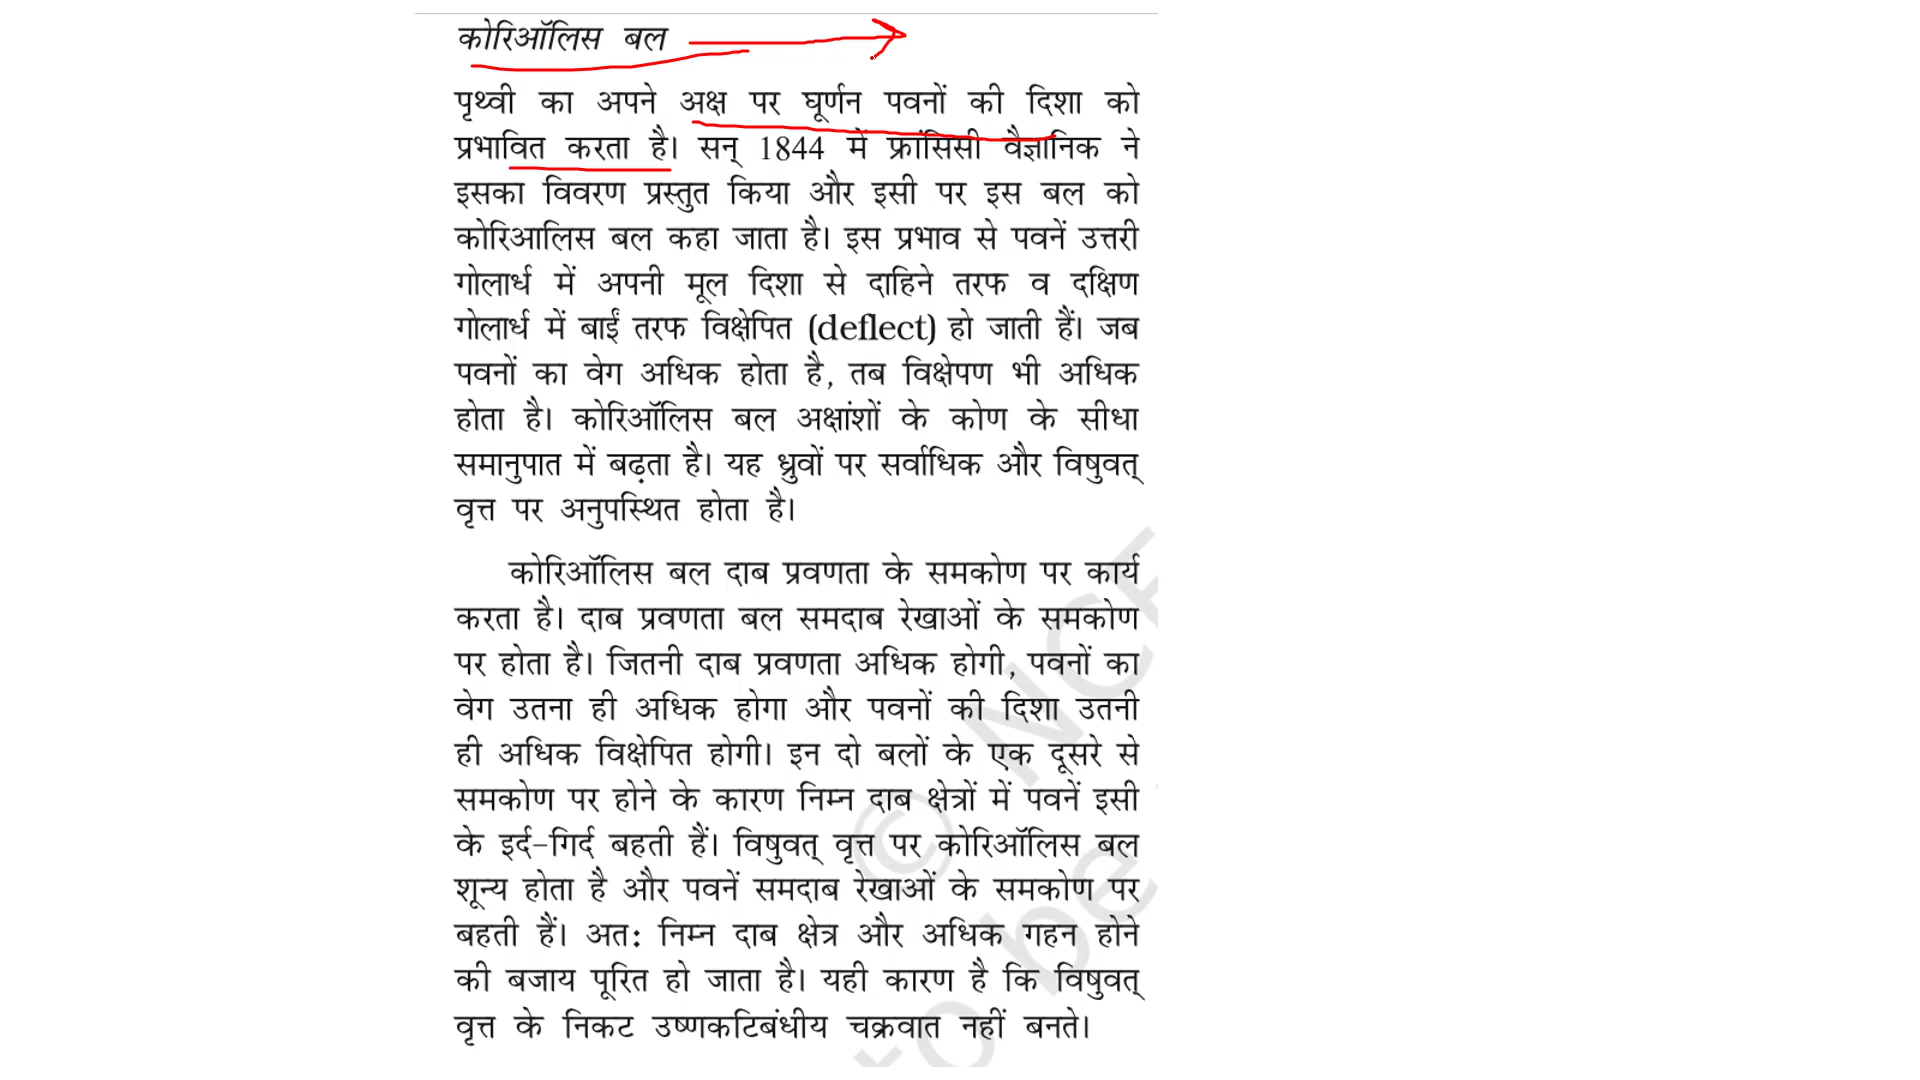 कोरिऑलिस बल
पृथ्वी का अपने अक्ष पर घूर्णन पवनों की दिशा को
प्रभावित करता है। सन् 1844 में फ्रांसिसी वैज्ञानिक ने
इसका विवरण प्रस्तुत किया और इसी पर इस बल को
कोरिआलिस बल कहा जाता है। इस प्रभाव से पवनें उत्तरी
गोलार्ध में अपनी मूल दिशा से दाहिने तरफ व दक्षिण
गोलार्ध में बाईं तरफ विक्षेपित (deflect) हो जाती हैं। जब
पवनों का वेग अधिक होता है, तब विक्षेपण भी अधिक
होता है। कोरिऑलिस बल अक्षांशों के कोण के सीधा
समानुपात में बढ़ता है। यह ध्रुवों पर सर्वाधिक और विषुवत्
वृत्त पर अनुपस्थित होता है।
कोरिऑलिस बल दाब प्रवणता के समकोण पर कार्य
करता है। दाब प्रवणता बल समदाब रेखाओं के समकोण
पर होता है। जितनी दाब प्रवणता अधिक होगी, पवनों का
वेग उतना ही अधिक होगा और पवनों की दिशा उतनी
ही अधिक विक्षेपित होगी। इन दो बलों के एक दूसरे से
समकोण पर होने के कारण निम्न दाब क्षेत्रों में पवनें इसी
के इर्द-गिर्द बहती हैं। विषुवत् वृत्त पर कोरिऑलिस बल
शून्य होता है और पवनें समदाब रेखाओं के समकोण पर
बहती हैं। अत: निम्न दाब क्षेत्र और अधिक गहन होने
की बजाय पूरित हो जाता है। यही कारण है कि विषुवत्
वृत्त के निकट उष्णकटिबंधीय चक्रवात नहीं बनते।
© NCE
to be